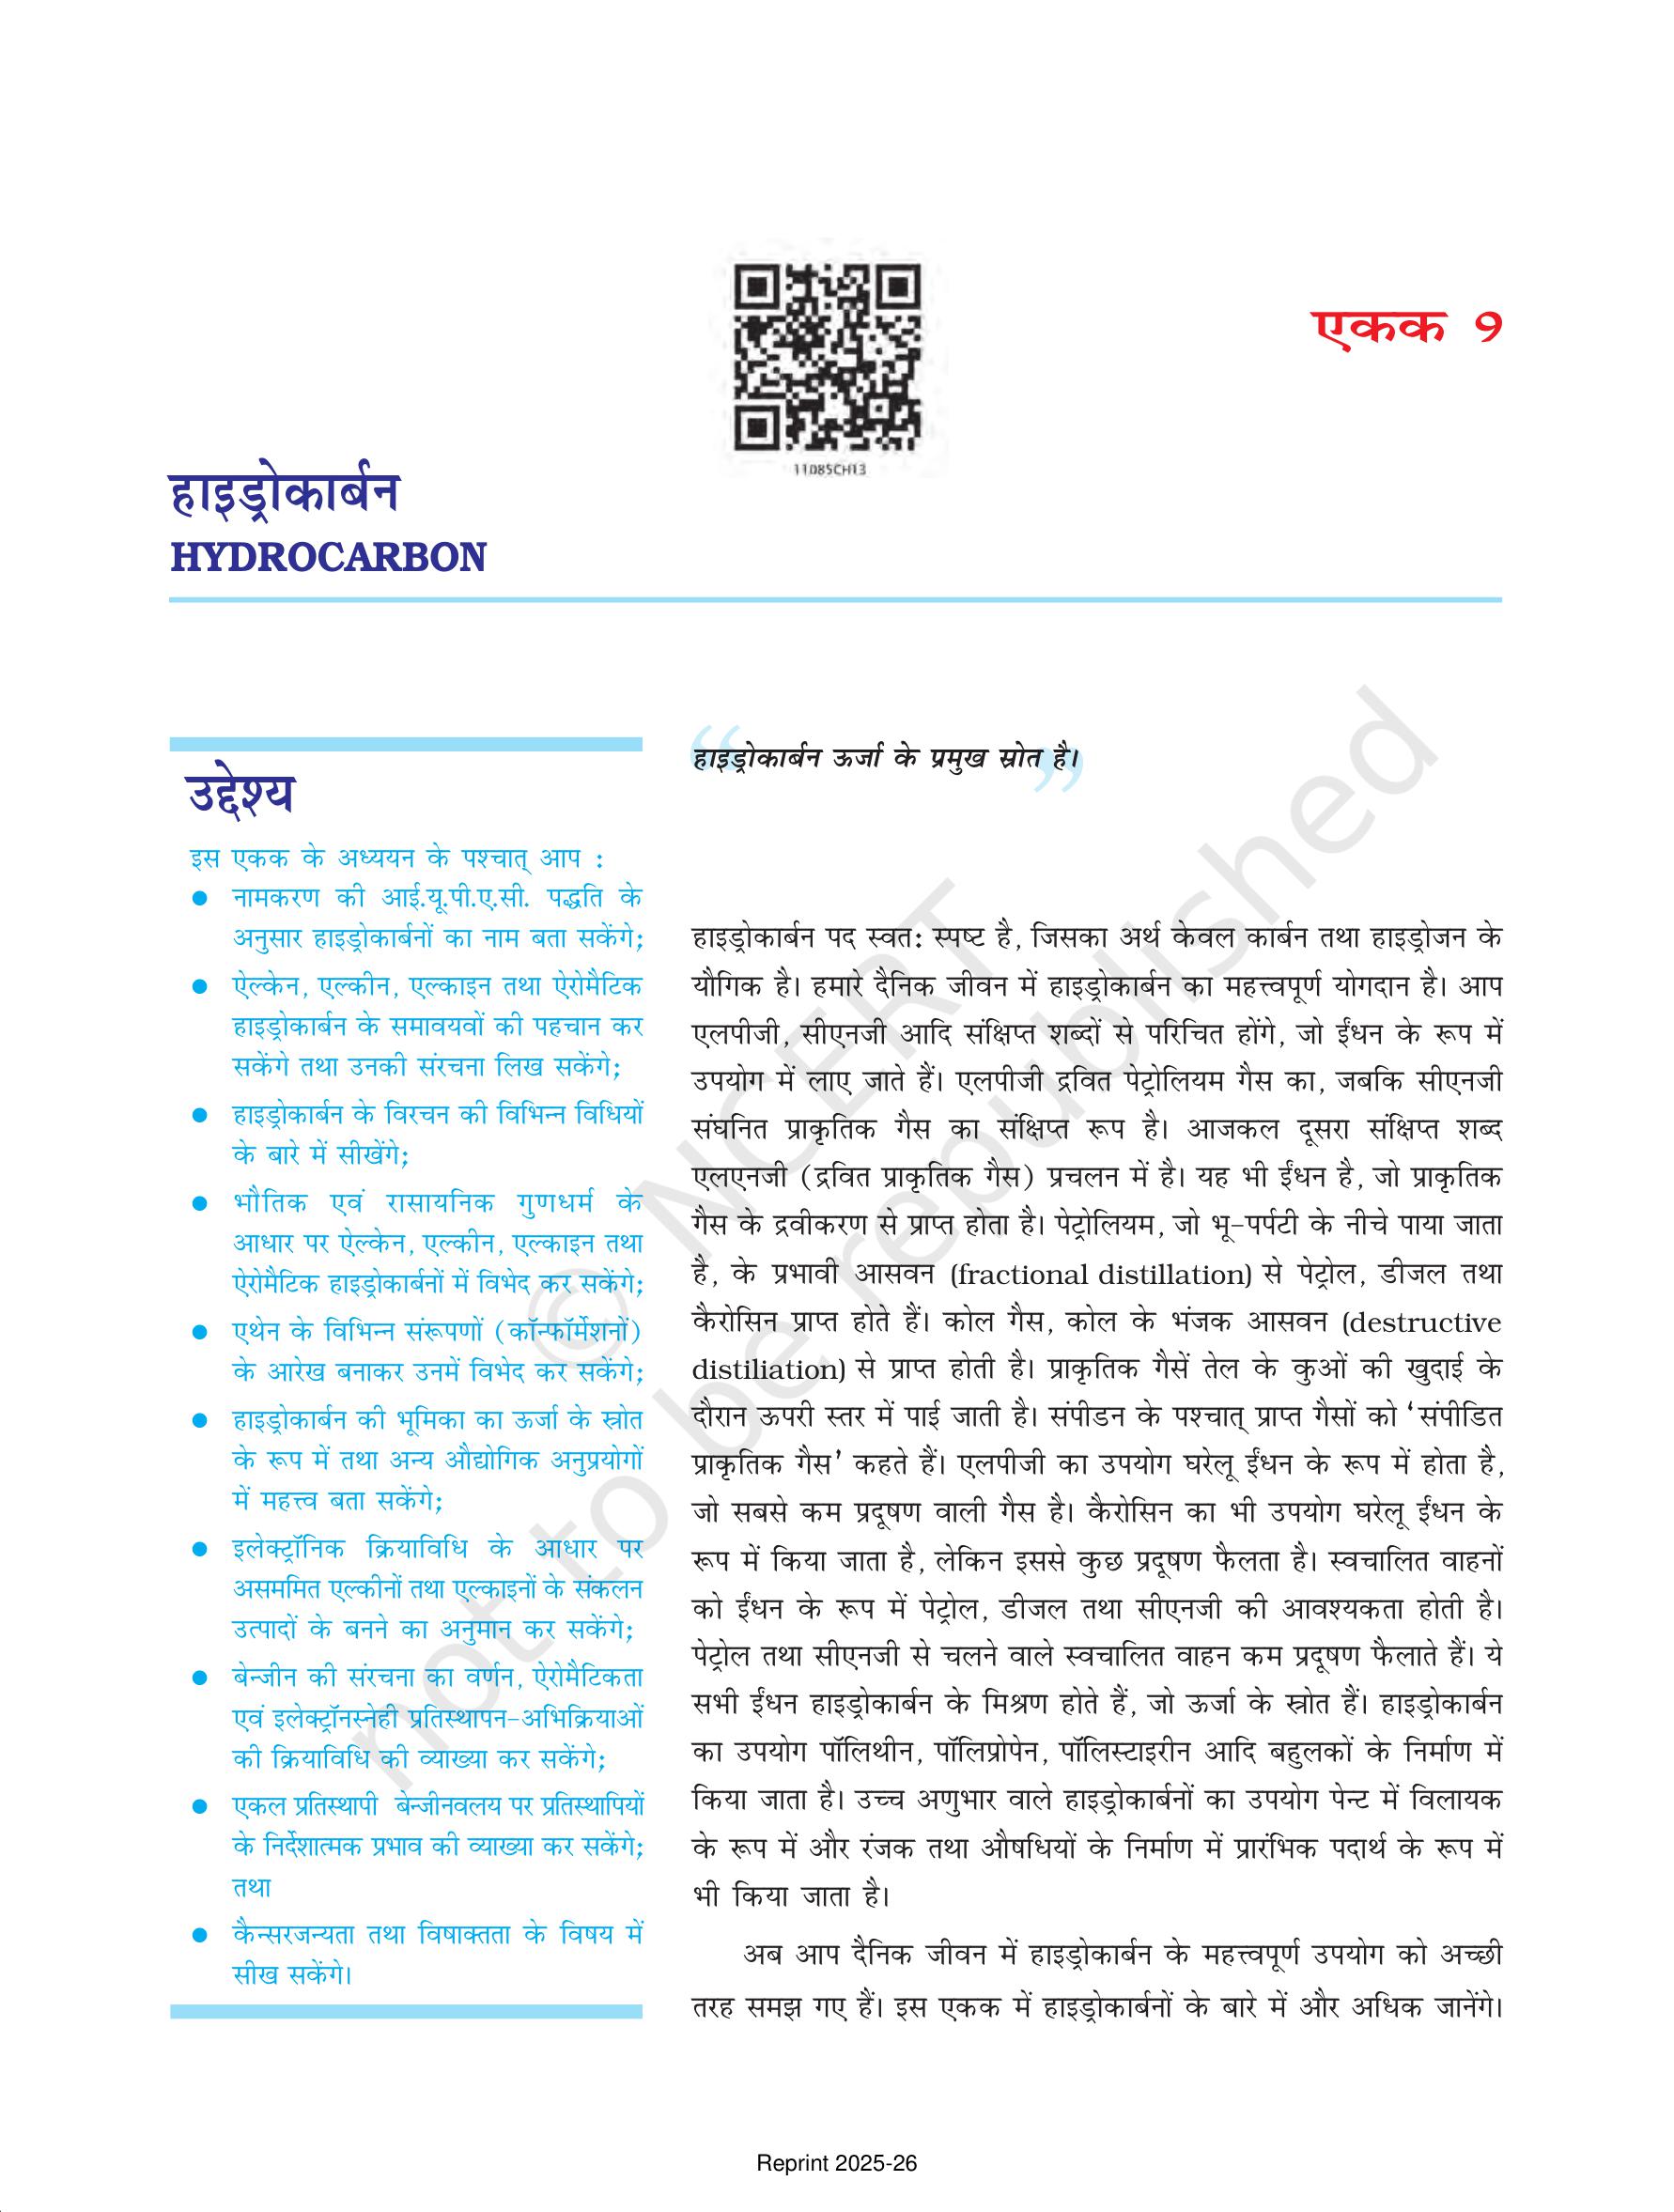 11085CH13
एकक 9
हाइड्रोकार्बन
HYDROCARBON
उद्देश्य
इस एकक के अध्ययन के पश्चात् आप :
● नामकरण की आई.यू.पी.ए.सी. पद्धति के
अनुसार हाइड्रोकार्बनों का नाम बता सकेंगे;
● ऐल्केन, एल्कीन, एल्काइन तथा ऐरोमैटिक
हाइड्रोकार्बन के समावयवों की पहचान कर
सकेंगे तथा उनकी संरचना लिख सकेंगे;
● हाइड्रोकार्बन के विरचन की विभिन्न विधियों
के बारे में सीखेंगे;
● भौतिक एवं रासायनिक गुणधर्म के
आधार पर ऐल्केन, एल्कीन, एल्काइन तथा
ऐरोमैटिक हाइड्रोकार्बनों में विभेद कर सकेंगे;
● एथेन के विभिन्न संरूपणों (कॉन्फॉर्मेशनों)
के आरेख बनाकर उनमें विभेद कर सकेंगे;
● हाइड्रोकार्बन की भूमिका का ऊर्जा के स्रोत
के रूप में तथा अन्य औद्योगिक अनुप्रयोगों
में महत्त्व बता सकेंगे;
● इलेक्ट्रॉनिक क्रियाविधि के आधार पर
असममित एल्कीनों तथा एल्काइनों के संकलन
उत्पादों के बनने का अनुमान कर सकेंगे;
● बेन्जीन की संरचना का वर्णन, ऐरोमैटिकता
एवं इलेक्ट्रॉनस्नेही प्रतिस्थापन-अभिक्रियाओं
की क्रियाविधि की व्याख्या कर सकेंगे;
● एकल प्रतिस्थापी बेन्जीनवलय पर प्रतिस्थापियों
के निर्देशात्मक प्रभाव की व्याख्या कर सकेंगे;
तथा
● कैन्सरजन्यता तथा विषाक्तता के विषय में
सीख सकेंगे।
“हाइड्रोकार्बन ऊर्जा के प्रमुख स्रोत है।”
हाइड्रोकार्बन पद स्वतः स्पष्ट है, जिसका अर्थ केवल कार्बन तथा हाइड्रोजन के
यौगिक है। हमारे दैनिक जीवन में हाइड्रोकार्बन का महत्त्वपूर्ण योगदान है। आप
एलपीजी, सीएनजी आदि संक्षिप्त शब्दों से परिचित होंगे, जो ईंधन के रूप में
उपयोग में लाए जाते हैं। एलपीजी द्रवित पेट्रोलियम गैस का, जबकि सीएनजी
संघनित प्राकृतिक गैस का संक्षिप्त रूप है। आजकल दूसरा संक्षिप्त शब्द
एलएनजी (द्रवित प्राकृतिक गैस) प्रचलन में है। यह भी ईंधन है, जो प्राकृतिक
गैस के द्रवीकरण से प्राप्त होता है। पेट्रोलियम, जो भू-पर्पटी के नीचे पाया जाता
है, के प्रभावी आसवन (fractional distillation) से पेट्रोल, डीजल तथा
कैरोसिन प्राप्त होते हैं। कोल गैस, कोल के भंजक आसवन (destructive
distiliation) से प्राप्त होती है। प्राकृतिक गैसें तेल के कुओं की खुदाई के
दौरान ऊपरी स्तर में पाई जाती है। संपीडन के पश्चात् प्राप्त गैसों को ‘संपीडित
प्राकृतिक गैस’ कहते हैं। एलपीजी का उपयोग घरेलू ईंधन के रूप में होता है,
जो सबसे कम प्रदूषण वाली गैस है। कैरोसिन का भी उपयोग घरेलू ईंधन के
रूप में किया जाता है, लेकिन इससे कुछ प्रदूषण फैलता है। स्वचालित वाहनों
को ईंधन के रूप में पेट्रोल, डीजल तथा सीएनजी की आवश्यकता होती है।
पेट्रोल तथा सीएनजी से चलने वाले स्वचालित वाहन कम प्रदूषण फैलाते हैं। ये
सभी ईंधन हाइड्रोकार्बन के मिश्रण होते हैं, जो ऊर्जा के स्रोत हैं। हाइड्रोकार्बन
का उपयोग पॉलिथीन, पॉलिप्रोपेन, पॉलिस्टाइरीन आदि बहुलकों के निर्माण में
किया जाता है। उच्च अणुभार वाले हाइड्रोकार्बनों का उपयोग पेन्ट में विलायक
के रूप में और रंजक तथा औषधियों के निर्माण में प्रारंभिक पदार्थ के रूप में
भी किया जाता है।
अब आप दैनिक जीवन में हाइड्रोकार्बन के महत्त्वपूर्ण उपयोग को अच्छी
तरह समझ गए हैं। इस एकक में हाइड्रोकार्बनों के बारे में और अधिक जानेंगे।
© NCERT
not to be republished
Reprint 2025-26